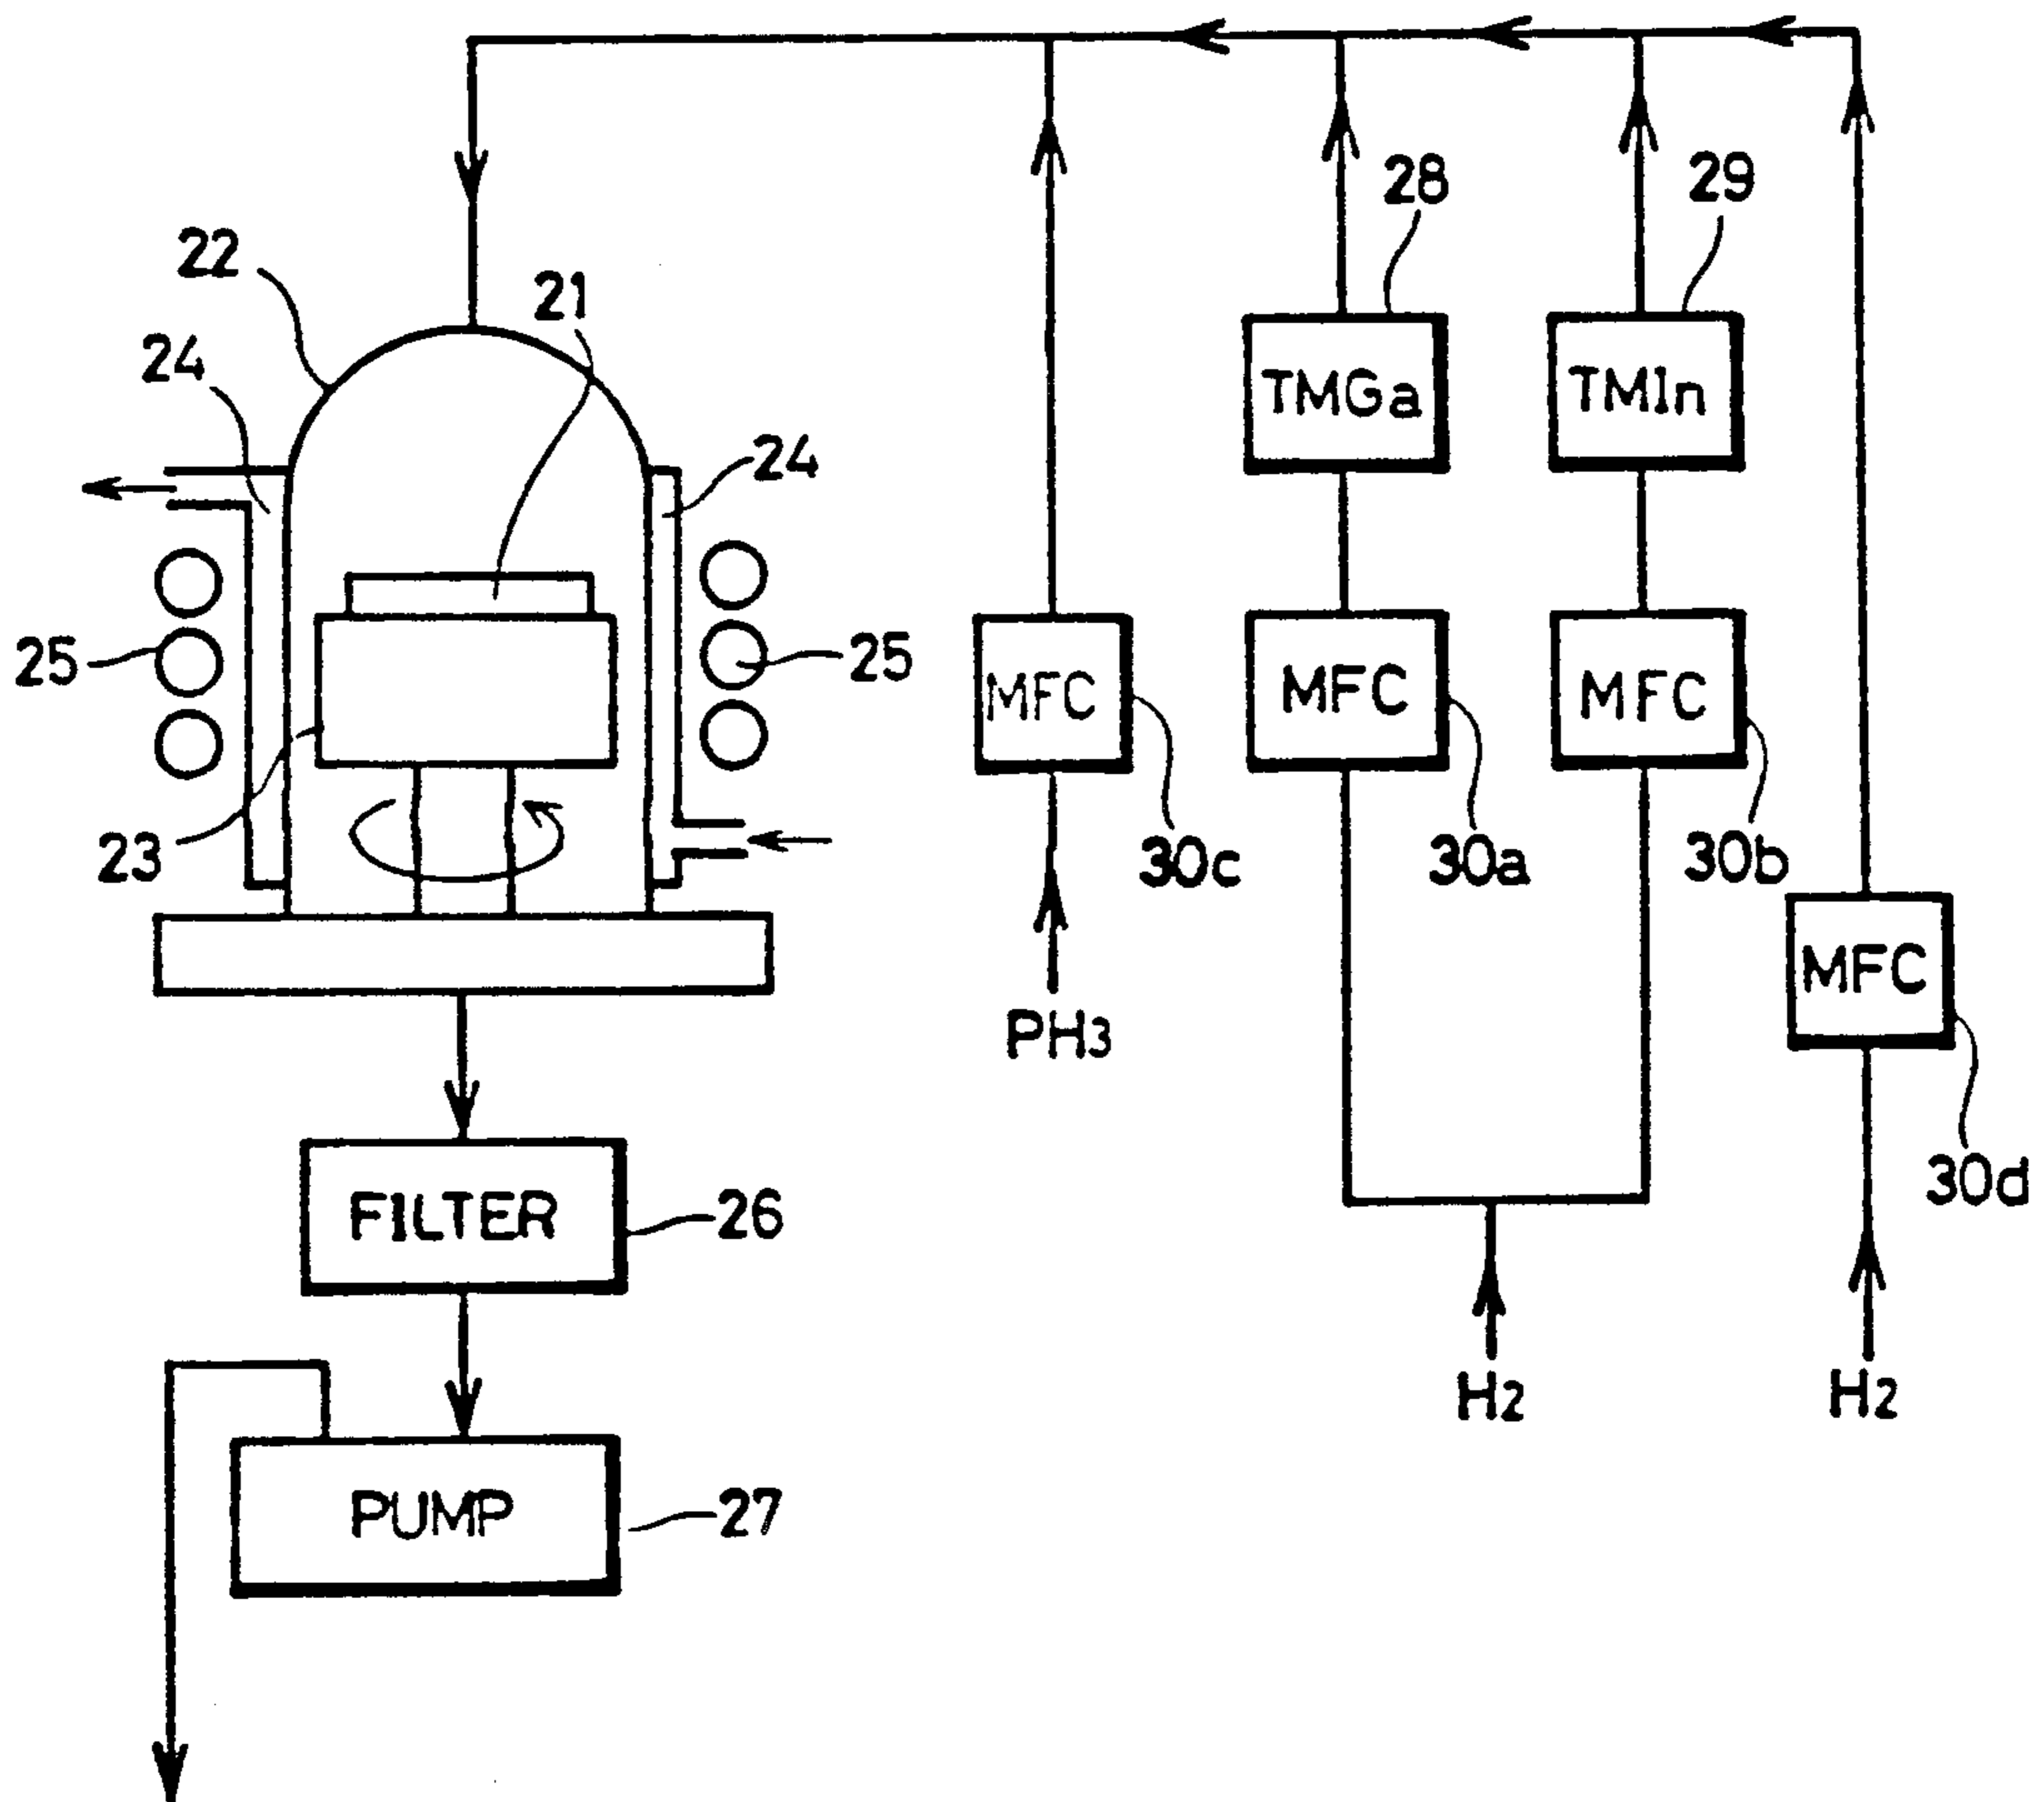 28
29
22
21
24
TMGa
TMIn
24
25
25
MFC
MFC
MFC
23
30c
30a
30b
MFC
PH3
30d
FILTER
26
H2
H2
PUMP
27